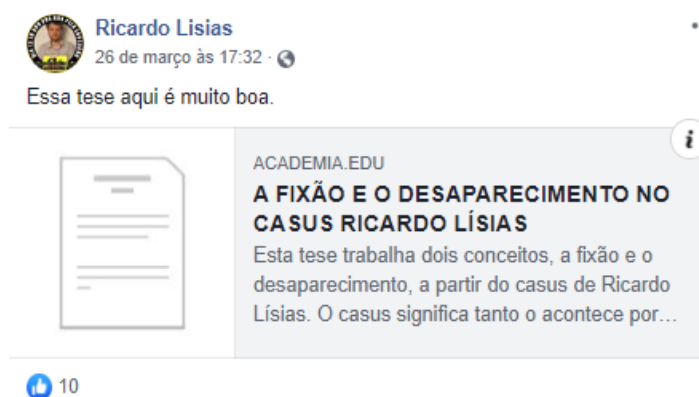 Ricardo Lisias
26 de março às 17:32 ·
Essa tese aqui é muito boa.
i
ACADEMIA.EDU
A FIXÃO E O DESAPARECIMENTO NO
CASUS RICARDO LÍSIAS
Esta tese trabalha dois conceitos, a fixão e o
desaparecimento, a partir do casus de Ricardo
Lísias. O casus significa tanto o acontece por...
10